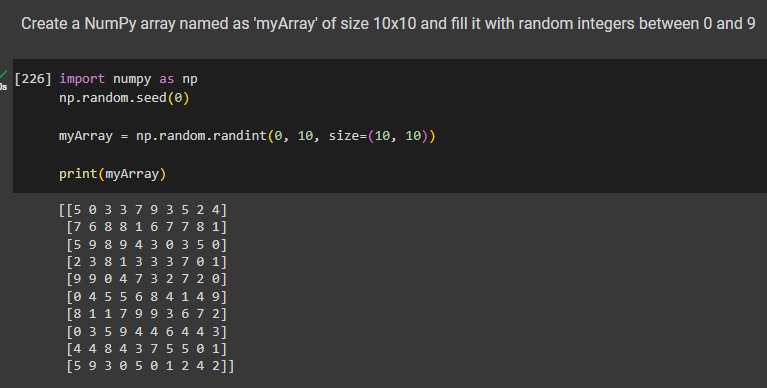 Create a NumPy array named as 'myArray' of size 10x10 and fill it with random integers between 0 and 9
[226] import numpy as np
0s
np.random.seed(0)
myArray = np.random.randint(0, 10, size=(10, 10))
print(myArray)
[[5 0 3 3 7 9 3 5 2 4]
[7 6 8 8 1 6 7 7 8 1]
[5 9 8 9 4 3 0 3 5 0]
[2 3 8 1 3 3 3 7 0 1]
[9 9 0 4 7 3 2 7 2 0]
[0 4 5 5 6 8 4 1 4 9]
[8 1 1 7 9 9 3 6 7 2]
[0 3 5 9 4 4 6 4 4 3]
[4 4 8 4 3 7 5 5 0 1]
[5 9 3 0 5 0 1 2 4 2]]